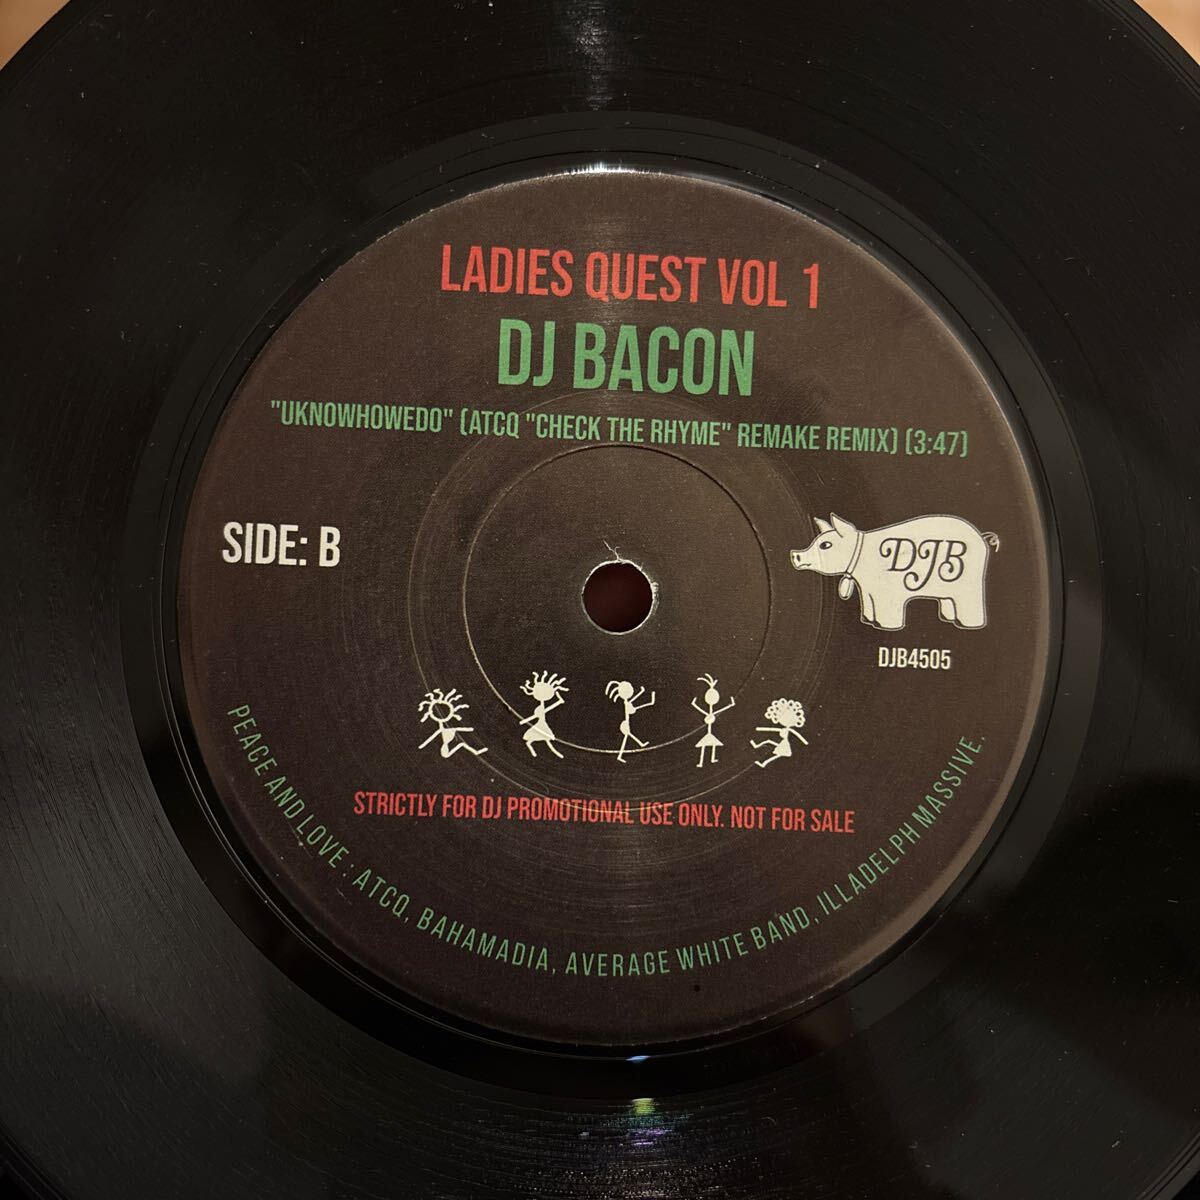 LADIES QUEST VOL 1
DJ BACON
"UKNOWHOWEDO" (ATCQ "CHECK THE RHYME" REMAKE REMIX) (3:47)
SIDE: B
DJB
DJB4505
STRICTLY FOR DJ PROMOTIONAL USE ONLY. NOT FOR SALE
PEACE AND LOVE : ATCQ, BAHAMADIA, AVERAGE WHITE BAND, ILLADELPH MASSIVE.